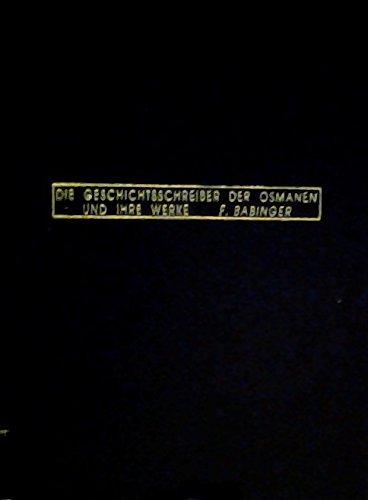 DIE GESCHICHTSSCHREIBER DER OSMANEN
UND IHRE WERKE F. BABINGER